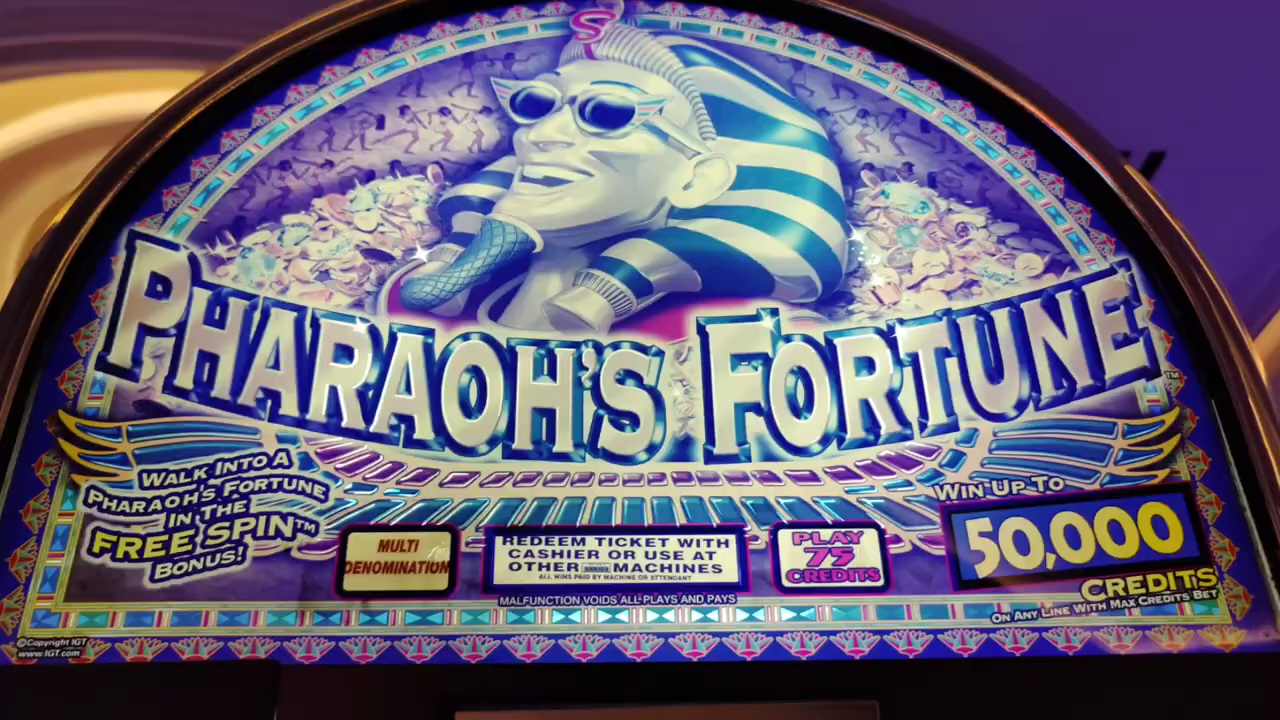 S
PHARAOH'S FORTUNE™
WALK INTO A
PHARAOH'S FORTUNE
IN THE
FREE SPIN™
BONUS!
MULTI
DENOMINATION
REDEEM TICKET WITH
CASHIER OR USE AT
OTHER MACHINES
ALL WINS PAID BY MACHINE OR ATTENDANT
MALFUNCTION VOIDS ALL PLAYS AND PAYS
PLAY
75
CREDITS
WIN UP TO
50,000
CREDITS
ON ANY LINE WITH MAX CREDITS BET
©Copyright IGT
www.IGT.com